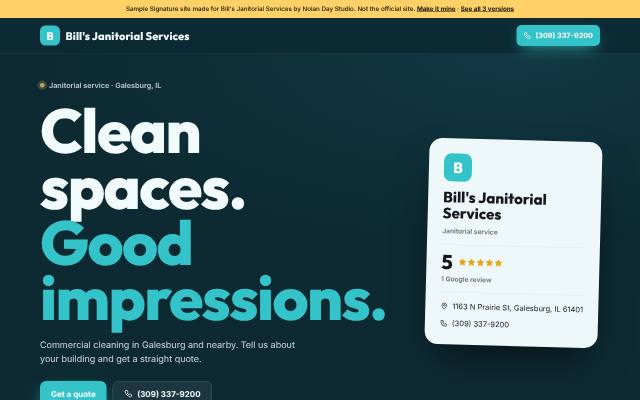 Sample Signature site made for Bill's Janitorial Services by Nolan Day Studio. Not the official site. Make it mine · See all 3 versions
B Bill's Janitorial Services
(309) 337-9200
Janitorial service · Galesburg, IL
Clean
spaces.
Good
impressions.
Commercial cleaning in Galesburg and nearby. Tell us about
your building and get a straight quote.
Get a quote
(309) 337-9200
B
Bill's Janitorial
Services
Janitorial service
5
1 Google review
1163 N Prairie St, Galesburg, IL 61401
(309) 337-9200